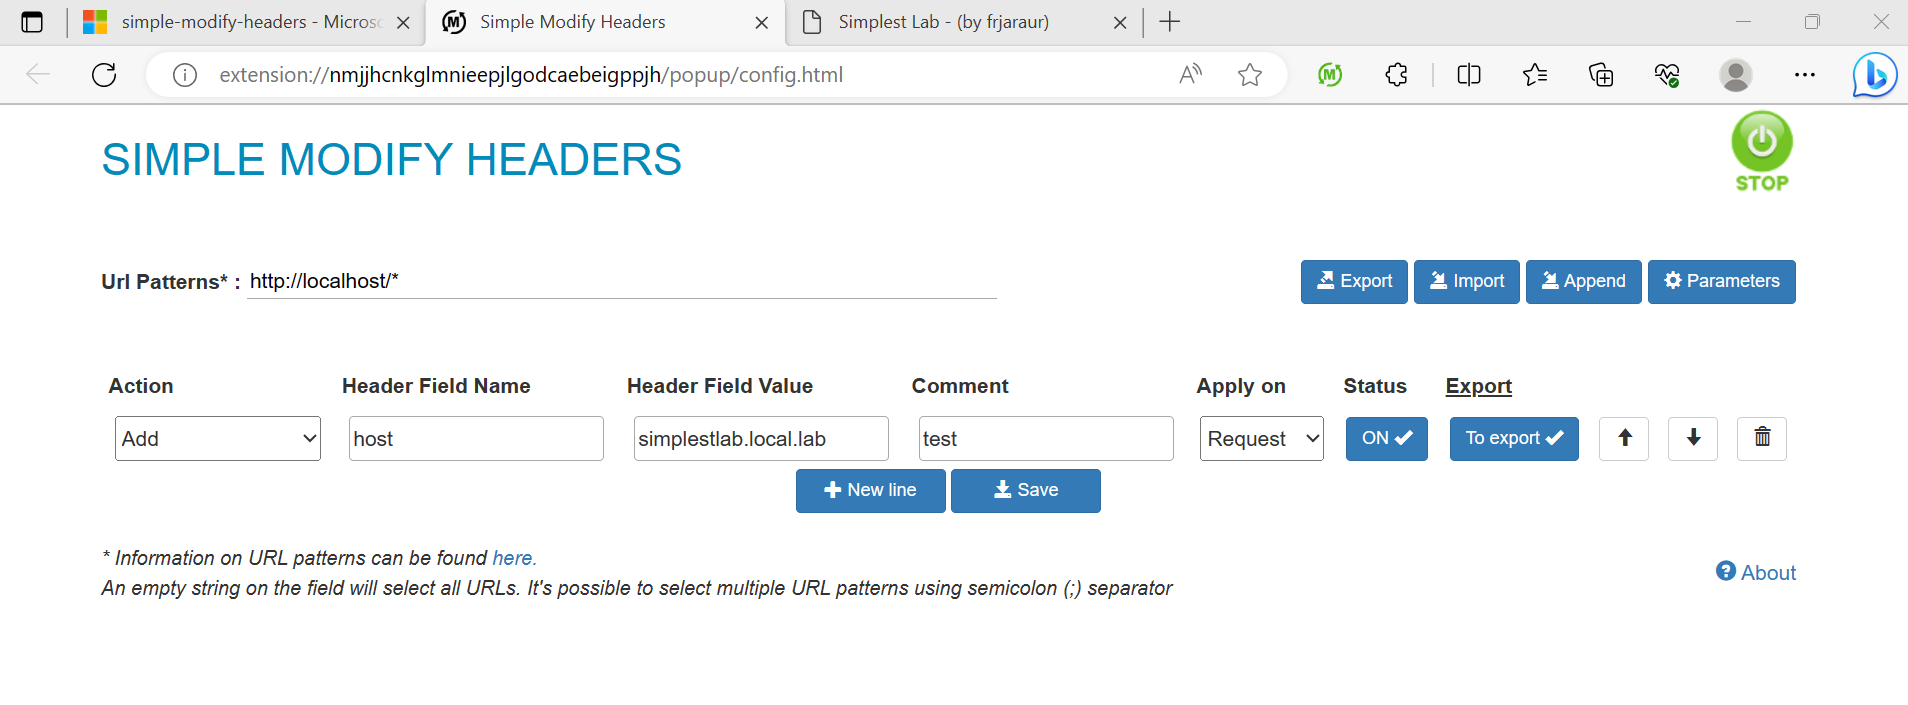 simple-modify-headers - Micros
Simple Modify Headers
Simplest Lab - (by frjaraur)
extension://nmjjhcnkglmnieepjlgodcaebeigppjh/popup/config.html
SIMPLE MODIFY HEADERS
STOP
Url Patterns* : http://localhost/*
Export Import Append Parameters
Action Header Field Name Header Field Value Comment Apply on Status Export
Add host simplestlab.local.lab test Request ON To export
New line Save
* Information on URL patterns can be found here.
An empty string on the field will select all URLs. It's possible to select multiple URL patterns using semicolon (;) separator
About